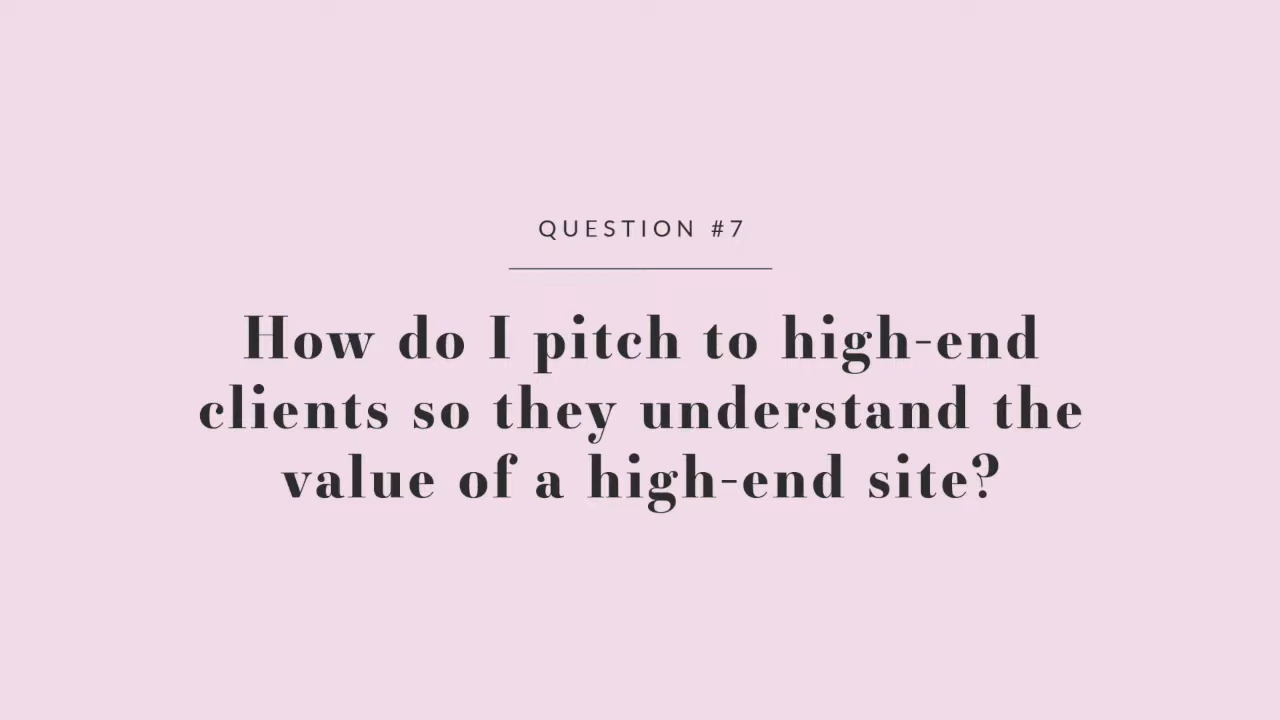 QUESTION #7
How do I pitch to high-end
clients so they understand the
value of a high-end site?